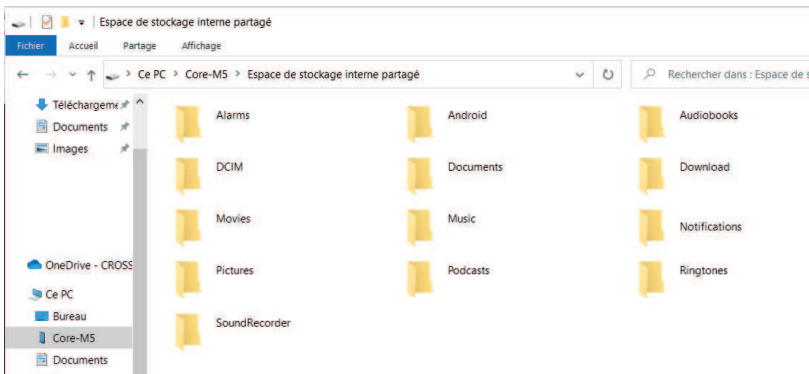 Espace de stockage interne partagé
Fichier Accueil Partage Affichage
Ce PC > Core-M5 > Espace de stockage interne partagé Rechercher dans : Espace de s
Téléchargeme
Documents
Images
OneDrive - CROSS
Ce PC
Bureau
Core-M5
Documents
Alarms Android Audiobooks
DCIM Documents Download
Movies Music Notifications
Pictures Podcasts Ringtones
SoundRecorder